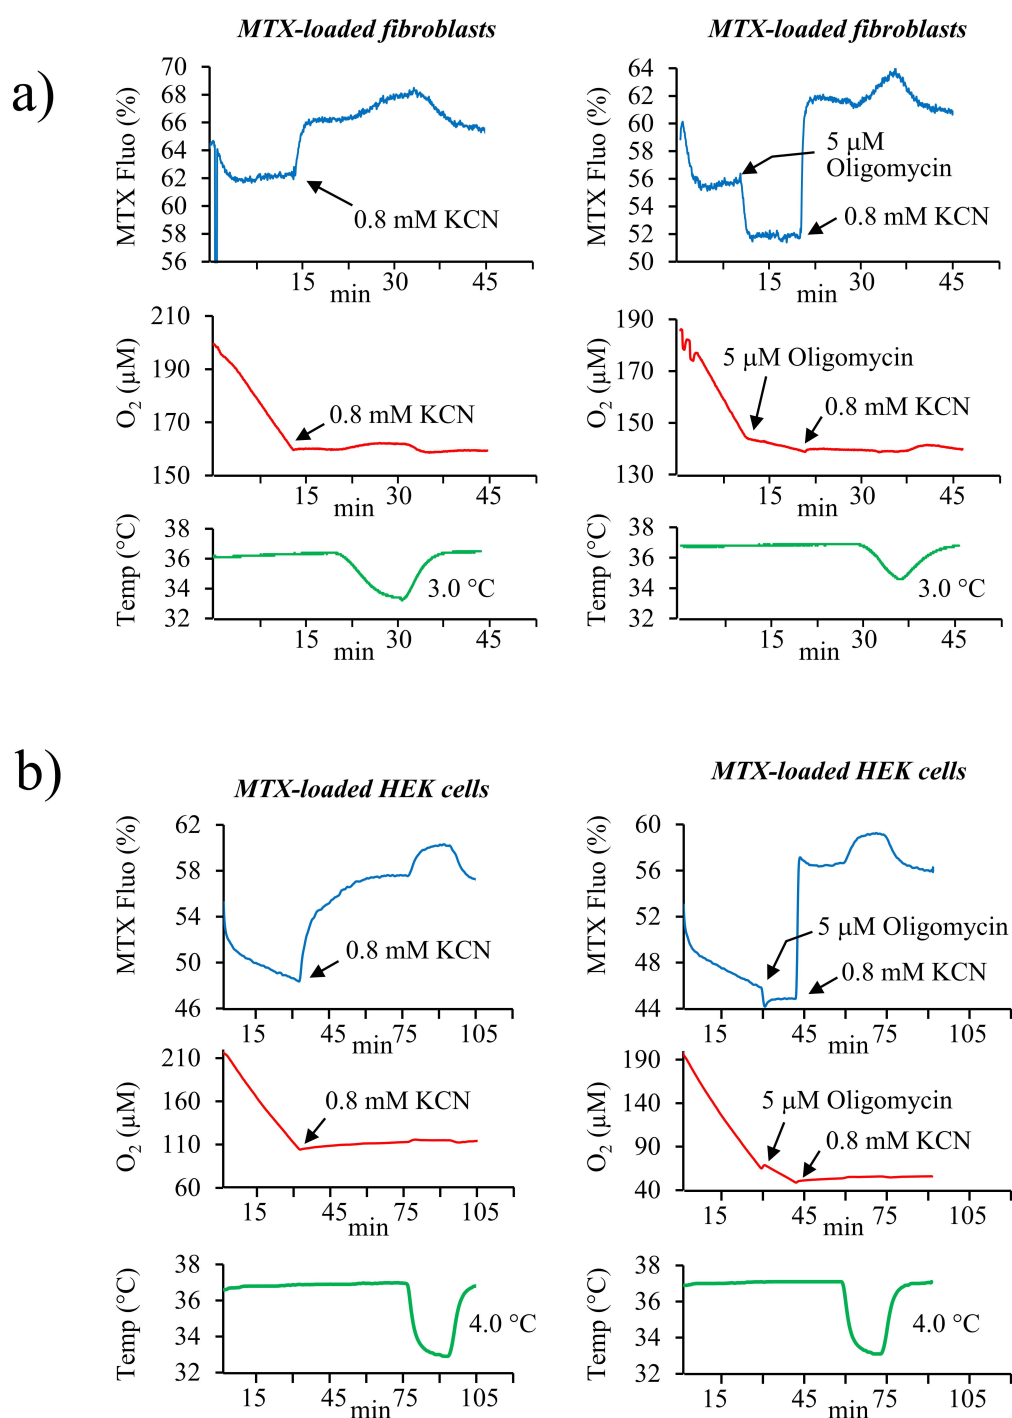 a)
MTX-loaded fibroblasts
MTX Fluo (%)
70
68
66
64
62
60
58
56
0.8 mM KCN
15
30
45
min
O2 (µM)
210
190
170
150
0.8 mM KCN
15
30
45
min
Temp (°C)
38
36
34
32
3.0 °C
15
30
45
min
MTX-loaded fibroblasts
MTX Fluo (%)
64
62
60
58
56
54
52
50
5 µM
Oligomycin
0.8 mM KCN
15
30
45
min
O2 (µM)
190
170
150
130
5 µM Oligomycin
0.8 mM KCN
15
30
45
min
Temp (°C)
38
36
34
32
3.0 °C
15
30
45
min
b)
MTX-loaded HEK cells
MTX Fluo (%)
62
58
54
50
46
0.8 mM KCN
15
45
75
105
min
O2 (µM)
210
160
110
60
0.8 mM KCN
15
45
75
105
min
Temp (°C)
38
36
34
32
4.0 °C
15
45
75
105
min
MTX-loaded HEK cells
MTX Fluo (%)
60
56
52
48
44
5 µM Oligomycin
0.8 mM KCN
15
45
75
105
min
O2 (µM)
190
140
90
40
5 µM Oligomycin
0.8 mM KCN
15
45
75
105
min
Temp (°C)
38
36
34
32
4.0 °C
15
45
75
105
min